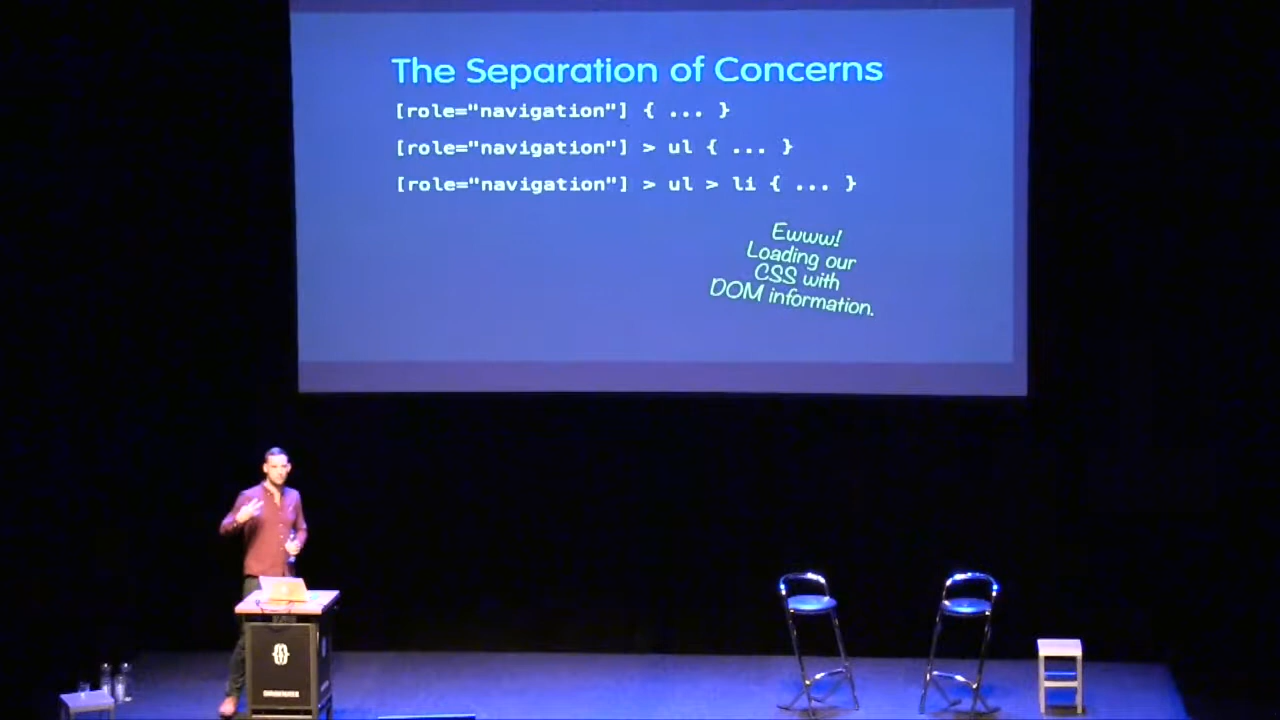 The Separation of Concerns
[role="navigation"] { ... }
[role="navigation"] > ul { ... }
[role="navigation"] > ul > li { ... }
Ewww!
Loading our
CSS with
DOM information.